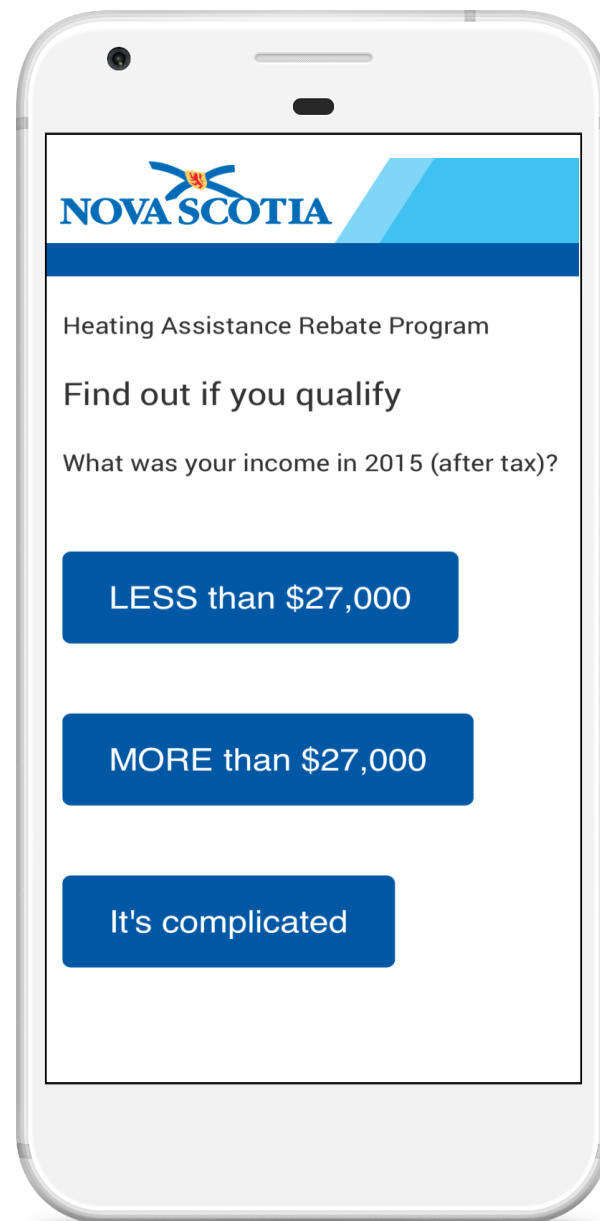 NOVA SCOTIA
Heating Assistance Rebate Program
Find out if you qualify
What was your income in 2015 (after tax)?
LESS than $27,000
MORE than $27,000
It's complicated